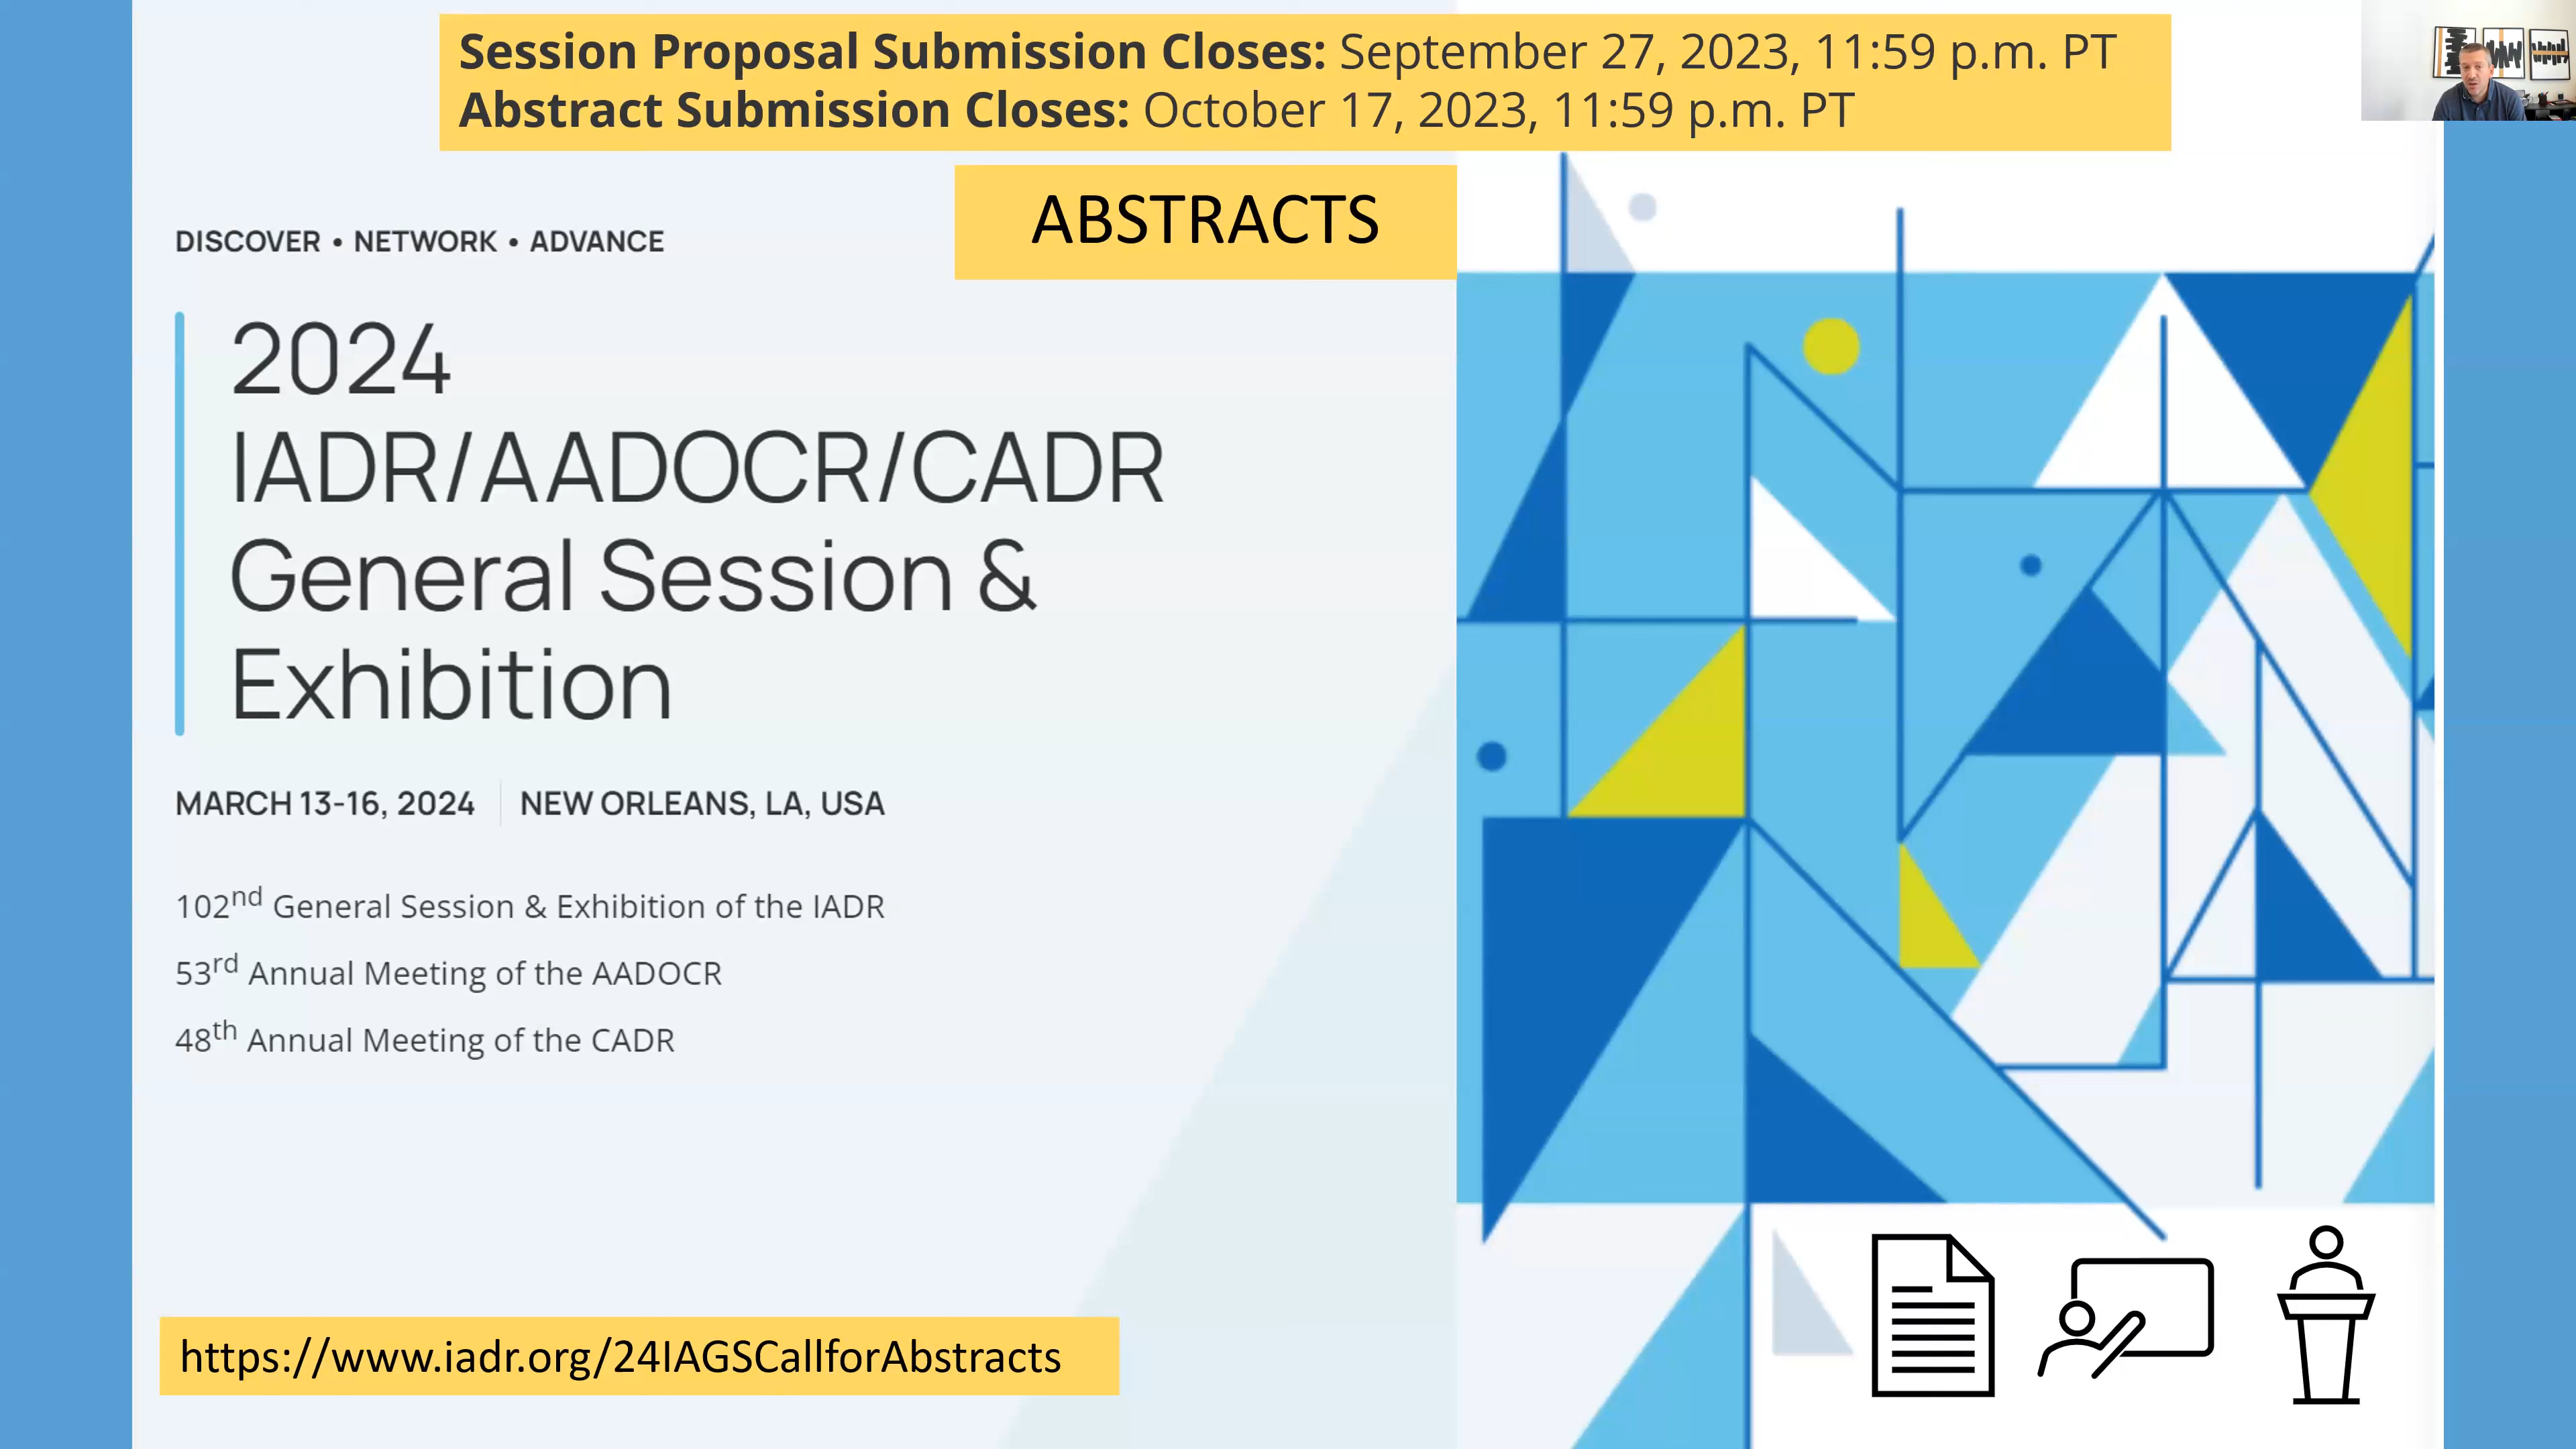 Session Proposal Submission Closes: September 27, 2023, 11:59 p.m. PT
Abstract Submission Closes: October 17, 2023, 11:59 p.m. PT
ABSTRACTS
DISCOVER • NETWORK • ADVANCE
2024
IADR/AADOCR/CADR
General Session &
Exhibition
MARCH 13-16, 2024 NEW ORLEANS, LA, USA
102nd General Session & Exhibition of the IADR
53rd Annual Meeting of the AADOCR
48th Annual Meeting of the CADR
https://www.iadr.org/24IAGSCallforAbstracts